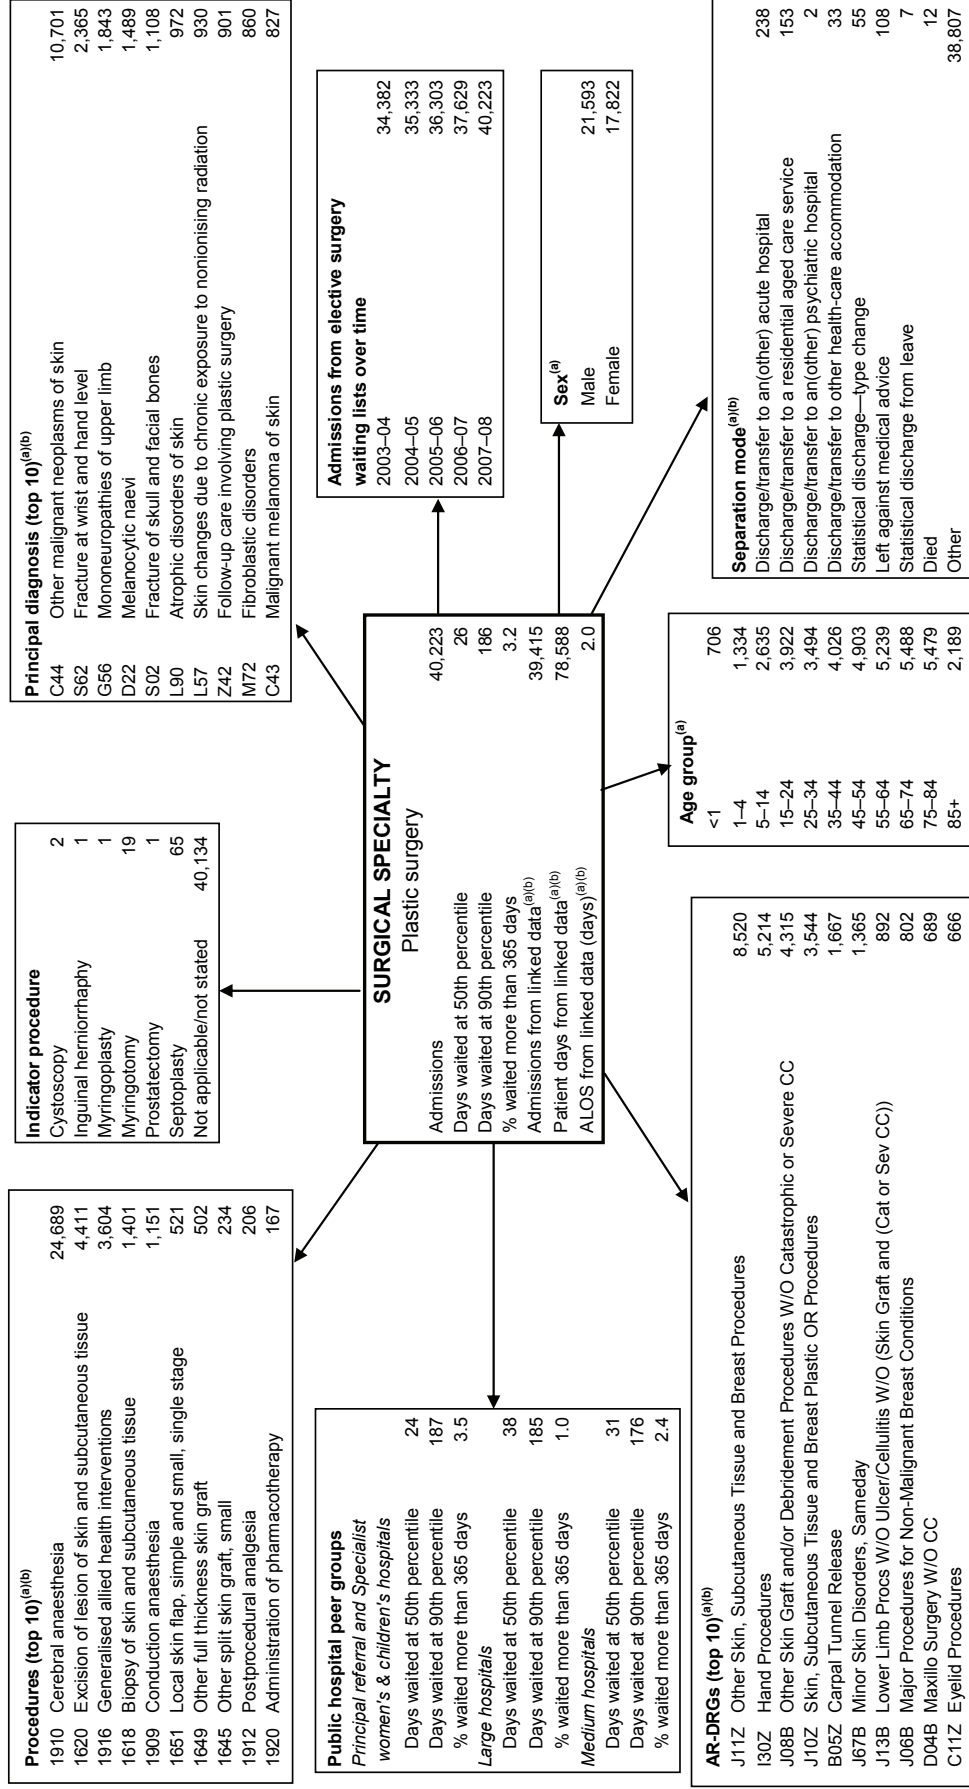 Procedures (top 10)(a)(b)
1910 Cerebral anaesthesia 24,689
1620 Excision of lesion of skin and subcutaneous tissue 4,411
1916 Generalised allied health interventions 3,604
1618 Biopsy of skin and subcutaneous tissue 1,401
1909 Conduction anaesthesia 1,151
1651 Local skin flap, simple and small, single stage 521
1649 Other full thickness skin graft 502
1645 Other split skin graft, small 234
1912 Postprocedural analgesia 206
1920 Administration of pharmacotherapy 167
Indicator procedure
Cystoscopy 2
Inguinal herniorrhaphy 1
Myringoplasty 1
Myringotomy 19
Prostatectomy 1
Septoplasty 65
Not applicable/not stated 40,134
Principal diagnosis (top 10)(a)(b)
C44 Other malignant neoplasms of skin 10,701
S62 Fracture at wrist and hand level 2,365
G56 Mononeuropathies of upper limb 1,843
D22 Melanocytic naevi 1,489
S02 Fracture of skull and facial bones 1,108
L90 Atrophic disorders of skin 972
L57 Skin changes due to chronic exposure to nonionising radiation 930
Z42 Follow-up care involving plastic surgery 901
M72 Fibroblastic disorders 860
C43 Malignant melanoma of skin 827
Public hospital peer groups
Principal referral and Specialist
women's & children's hospitals
Days waited at 50th percentile 24
Days waited at 90th percentile 187
% waited more than 365 days 3.5
Large hospitals
Days waited at 50th percentile 38
Days waited at 90th percentile 185
% waited more than 365 days 1.0
Medium hospitals
Days waited at 50th percentile 31
Days waited at 90th percentile 176
% waited more than 365 days 2.4
SURGICAL SPECIALTY
Plastic surgery
Admissions 40,223
Days waited at 50th percentile 26
Days waited at 90th percentile 186
% waited more than 365 days 3.2
Admissions from linked data(a)(b) 39,415
Patient days from linked data(a)(b) 78,588
ALOS from linked data (days)(a)(b) 2.0
Admissions from elective surgery
waiting lists over time
2003–04 34,382
2004–05 35,333
2005–06 36,303
2006–07 37,629
2007–08 40,223
Sex(a)
Male 21,593
Female 17,822
AR-DRGs (top 10)(a)(b)
J11Z Other Skin, Subcutaneous Tissue and Breast Procedures 8,520
I30Z Hand Procedures 5,214
J08B Other Skin Graft and/or Debridement Procedures W/O Catastrophic or Severe CC 4,315
J10Z Skin, Subcutaneous Tissue and Breast Plastic OR Procedures 3,544
B05Z Carpal Tunnel Release 1,667
J67B Minor Skin Disorders, Sameday 1,365
J13B Lower Limb Procs W/O Ulcer/Cellulitis W/O (Skin Graft and (Cat or Sev CC)) 892
J06B Major Procedures for Non-Malignant Breast Conditions 802
D04B Maxillo Surgery W/O CC 689
C11Z Eyelid Procedures 666
Age group(a)
<1 706
1–4 1,334
5–14 2,635
15–24 3,922
25–34 3,494
35–44 4,026
45–54 4,903
55–64 5,239
65–74 5,488
75–84 5,479
85+ 2,189
Separation mode(a)(b)
Discharge/transfer to an(other) acute hospital 238
Discharge/transfer to a residential aged care service 153
Discharge/transfer to an(other) psychiatric hospital 2
Discharge/transfer to other health-care accommodation 33
Statistical discharge—type change 55
Left against medical advice 108
Statistical discharge from leave 7
Died 12
Other 38,807